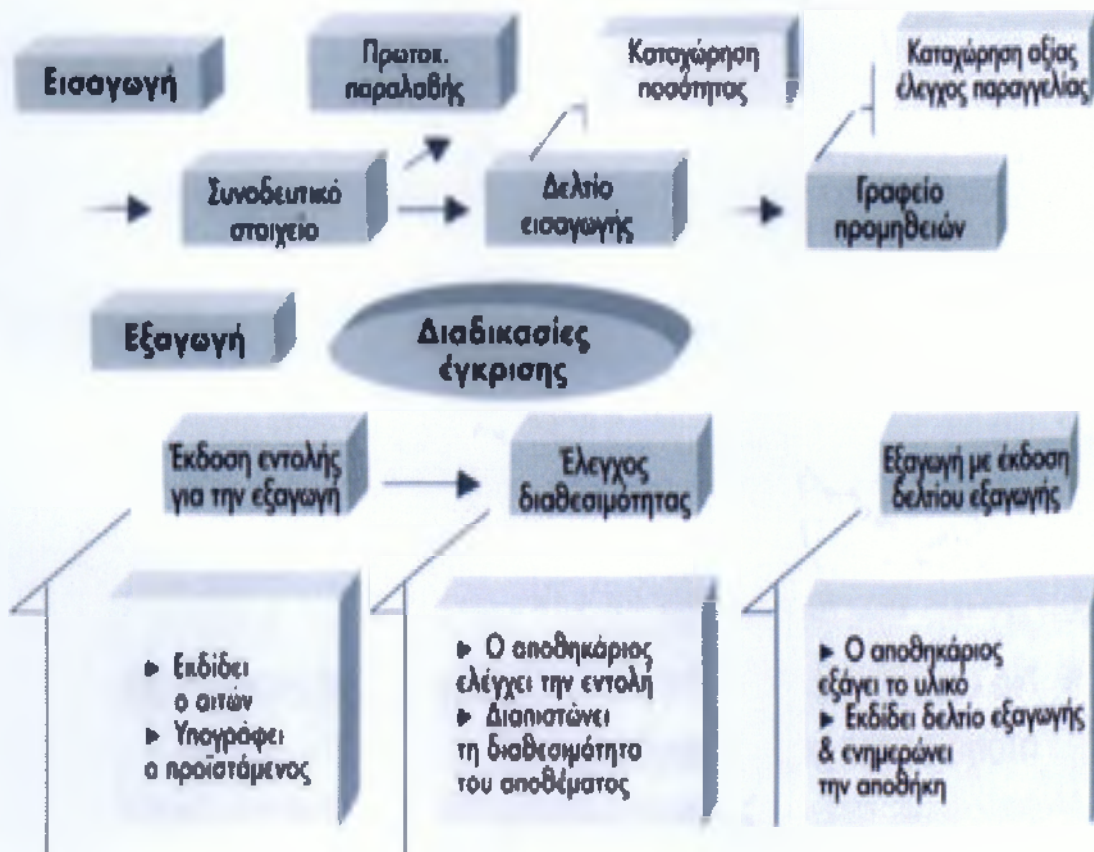 Εισαγωγή
Πρωτοκ.
παραλαβής
Καταχώρηση
ποσότητας
Καταχώρηση αξίας
έλεγχος παραγγελίας
Συνοδευτικό
στοιχείο
Δελτίο
εισαγωγής
Γραφείο
προμηθειών
Εξαγωγή
Διαδικασίες
έγκρισης
Έκδοση εντολής
για την εξαγωγή
Έλεγχος
διαθεσιμότητας
Εξαγωγή με έκδοση
δελτίου εξαγωγής
▸ Εκδίδει
ο αιτών
▸ Υπογράφει
ο προϊστάμενος
▸ Ο αποθηκάριος
ελέγχει την εντολή
▸ Διαπιστώνει
τη διαθεσιμότητα
του αποθέματος
▸ Ο αποθηκάριος
εξάγει το υλικό
▸ Εκδίδει δελτίο εξαγωγής
& ενημερώνει
την αποθήκη